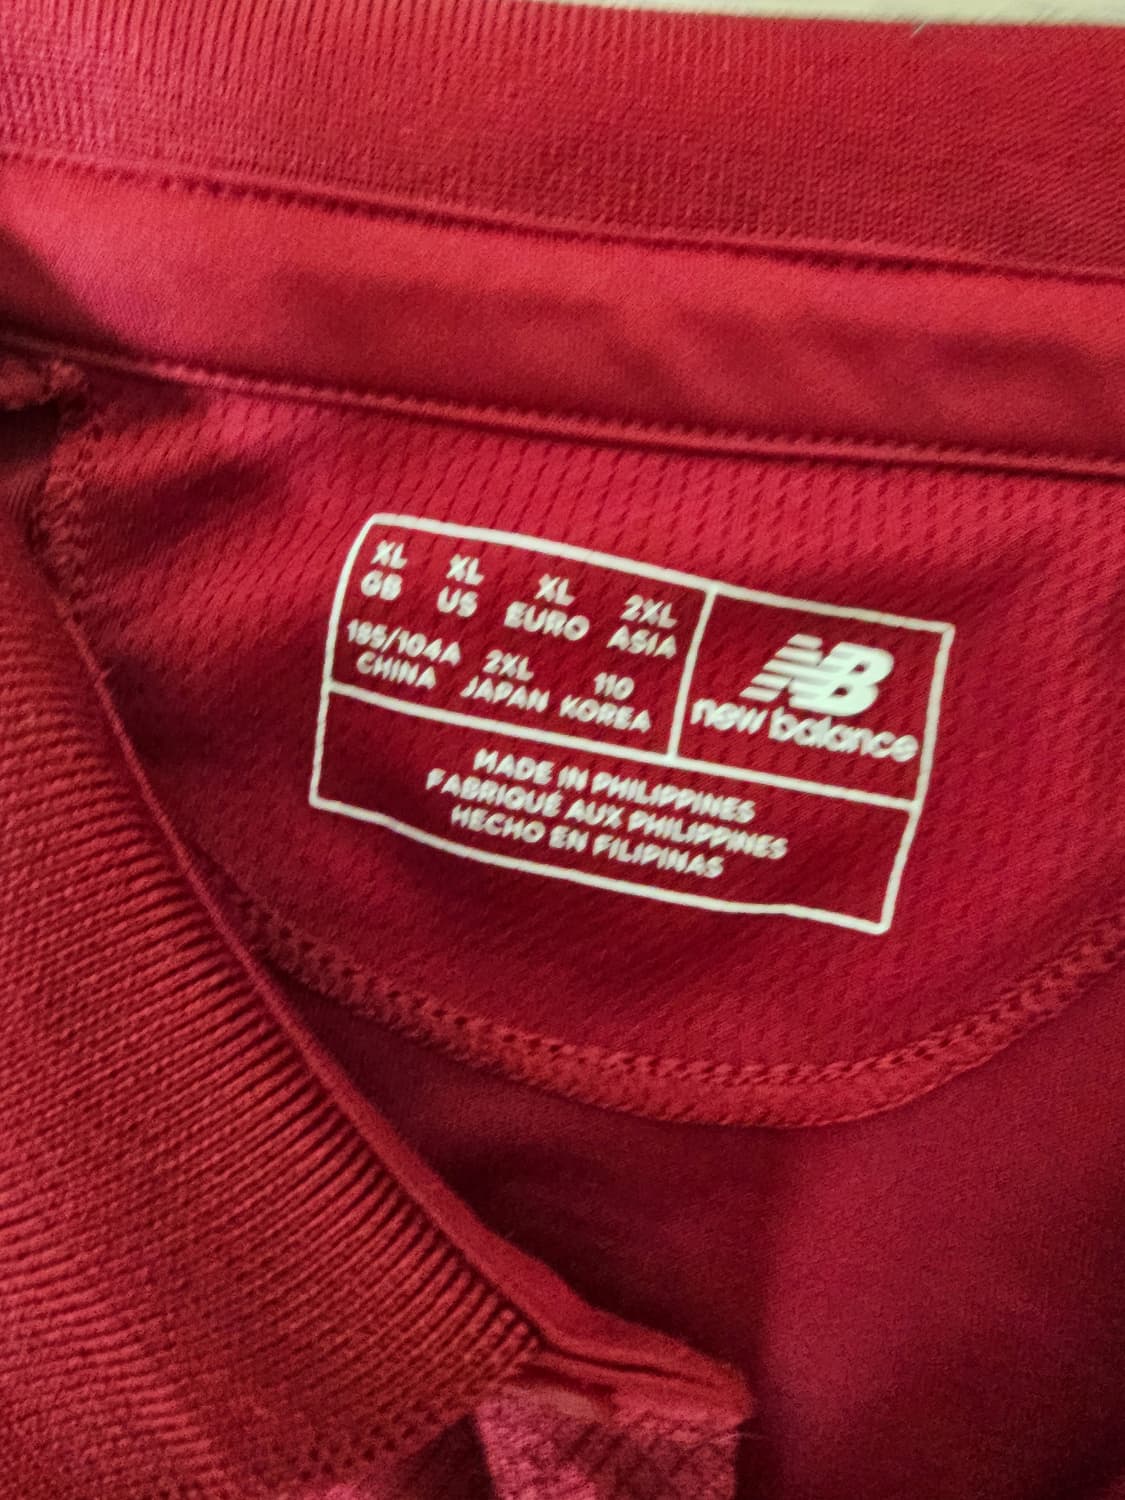 XL XL XL 2XL
GB US EURO ASIA
185/104A 2XL 110
CHINA JAPAN KOREA
NB
new balance
MADE IN PHILIPPINES
FABRIQUÉ AUX PHILIPPINES
HECHO EN FILIPINAS